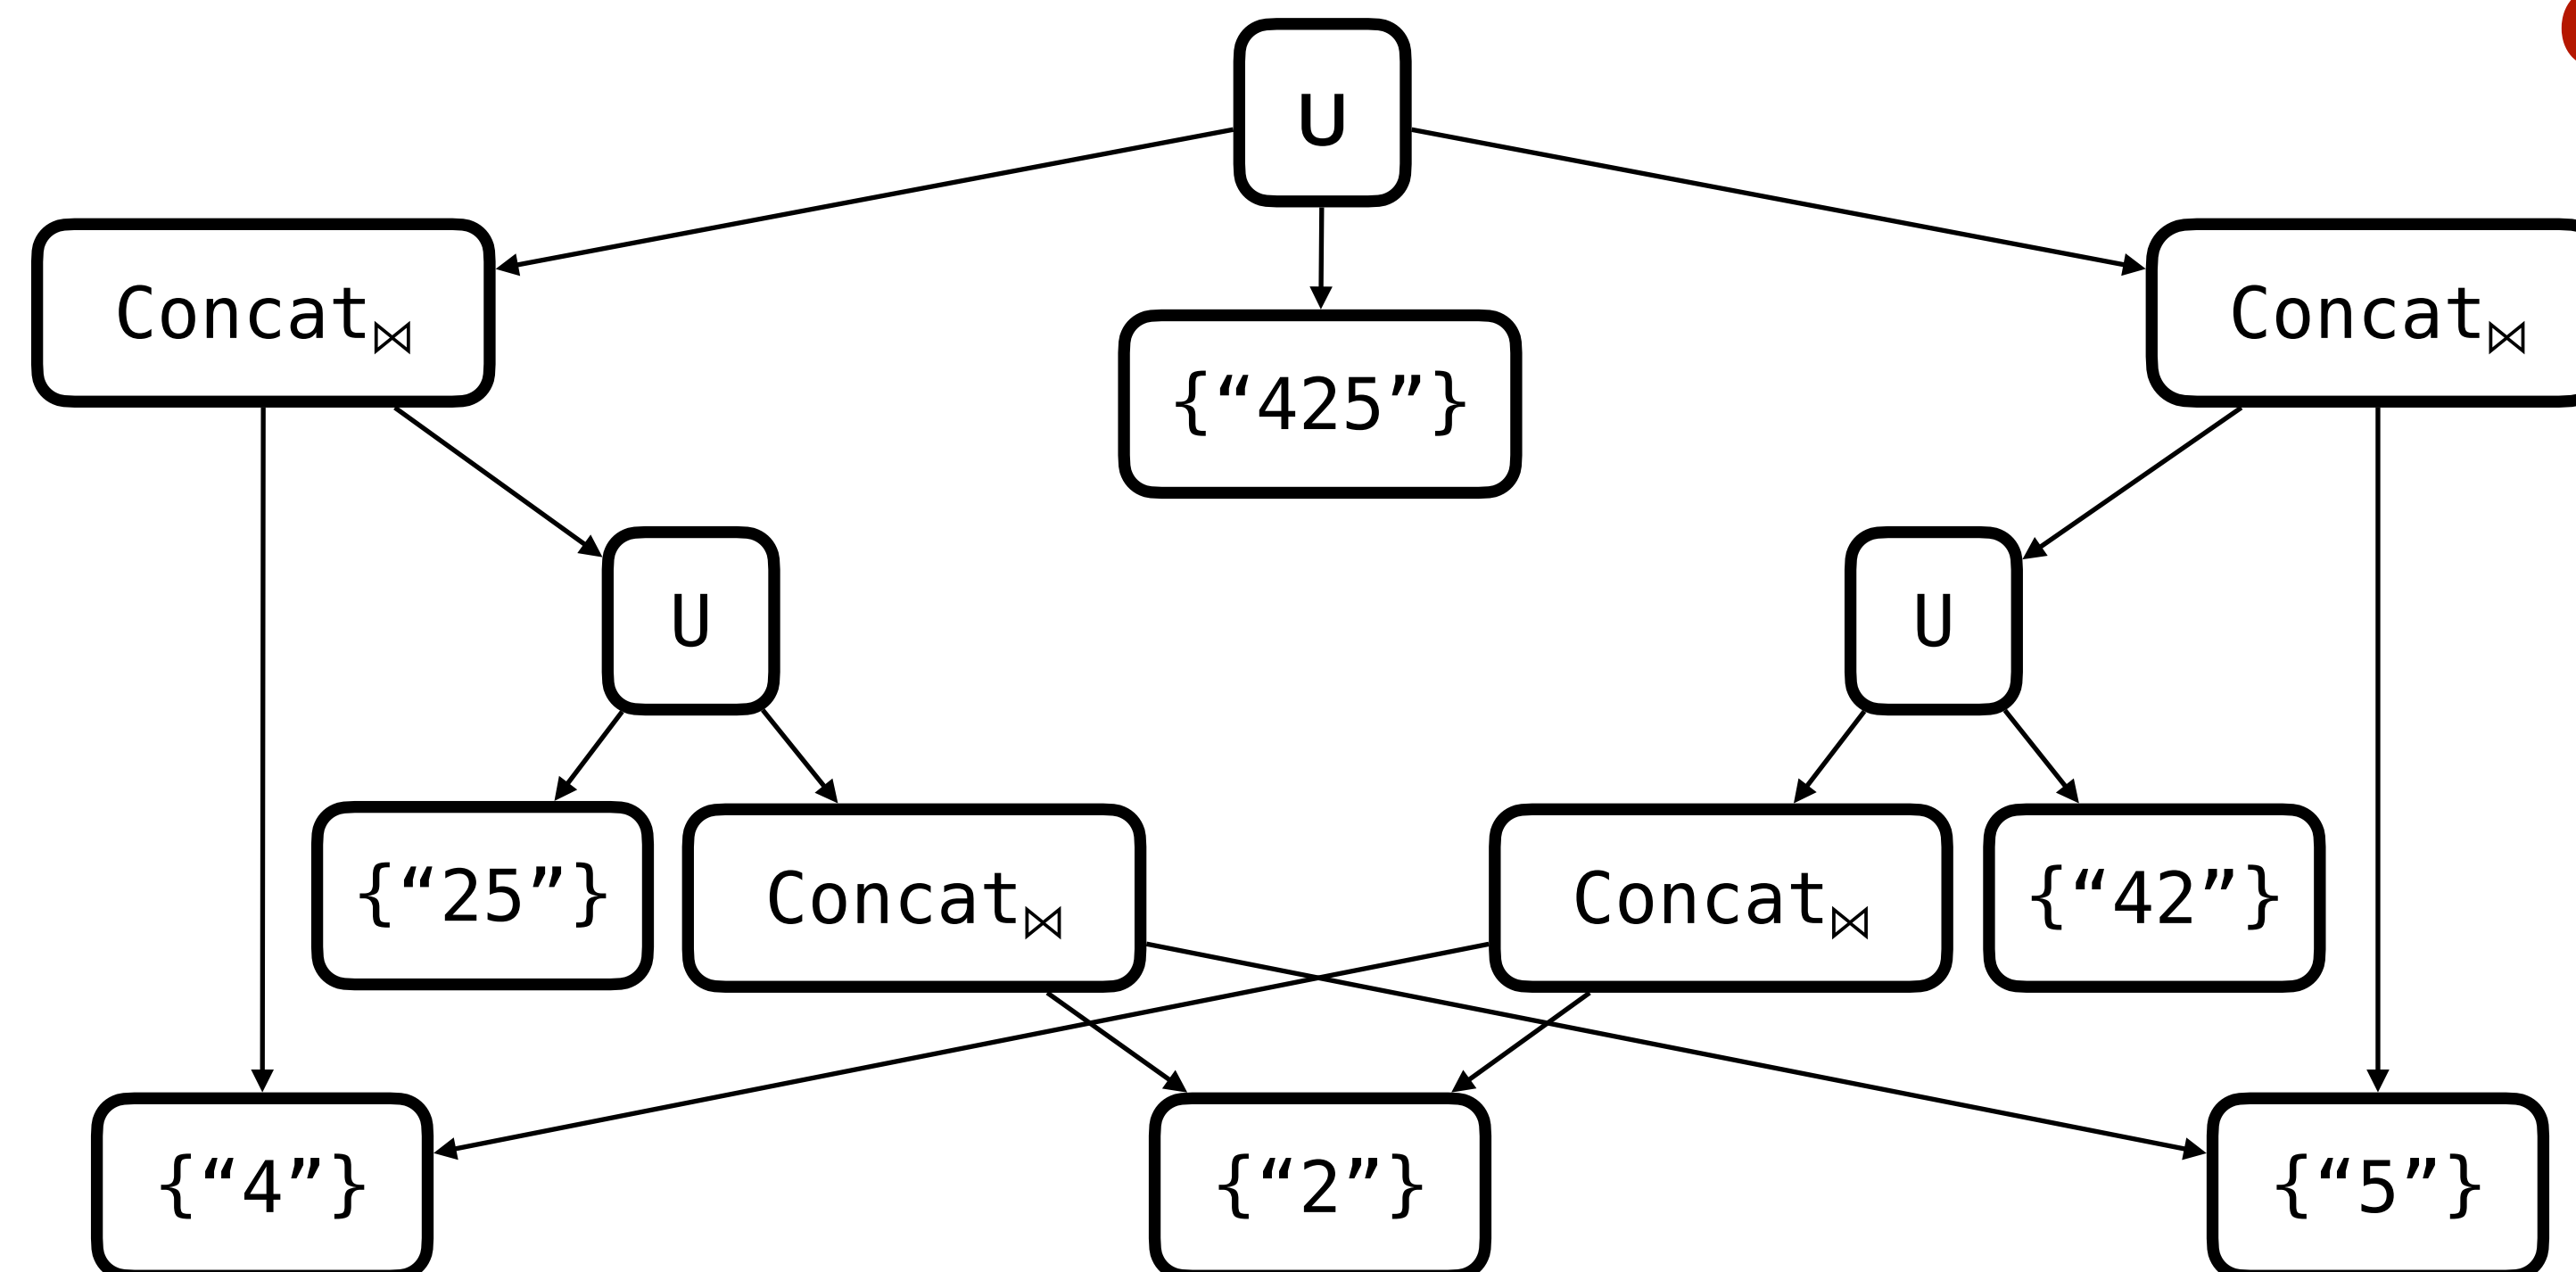 U
Concat⋈
Concat⋈
{“425”}
U
U
{“25”}
Concat⋈
Concat⋈
{“42”}
{“4”}
{“2”}
{“5”}